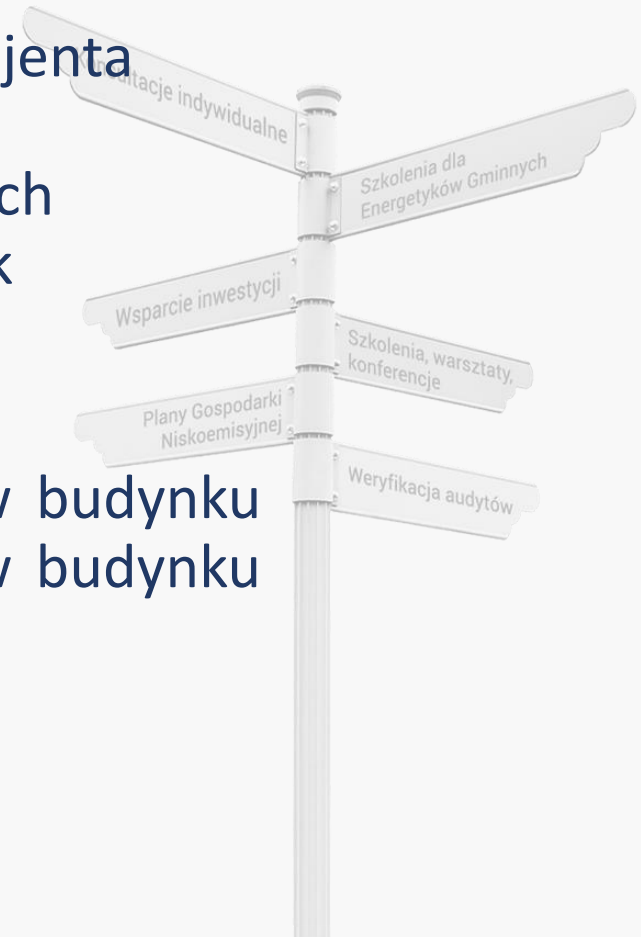 jenta
Konsultacje indywidualne
Szkolenia dla
Energetyków Gminnych
ch
k
Wsparcie inwestycji
Szkolenia, warsztaty,
konferencje
Plany Gospodarki
Niskoemisyjnej
Weryfikacja audytów
w budynku
w budynku